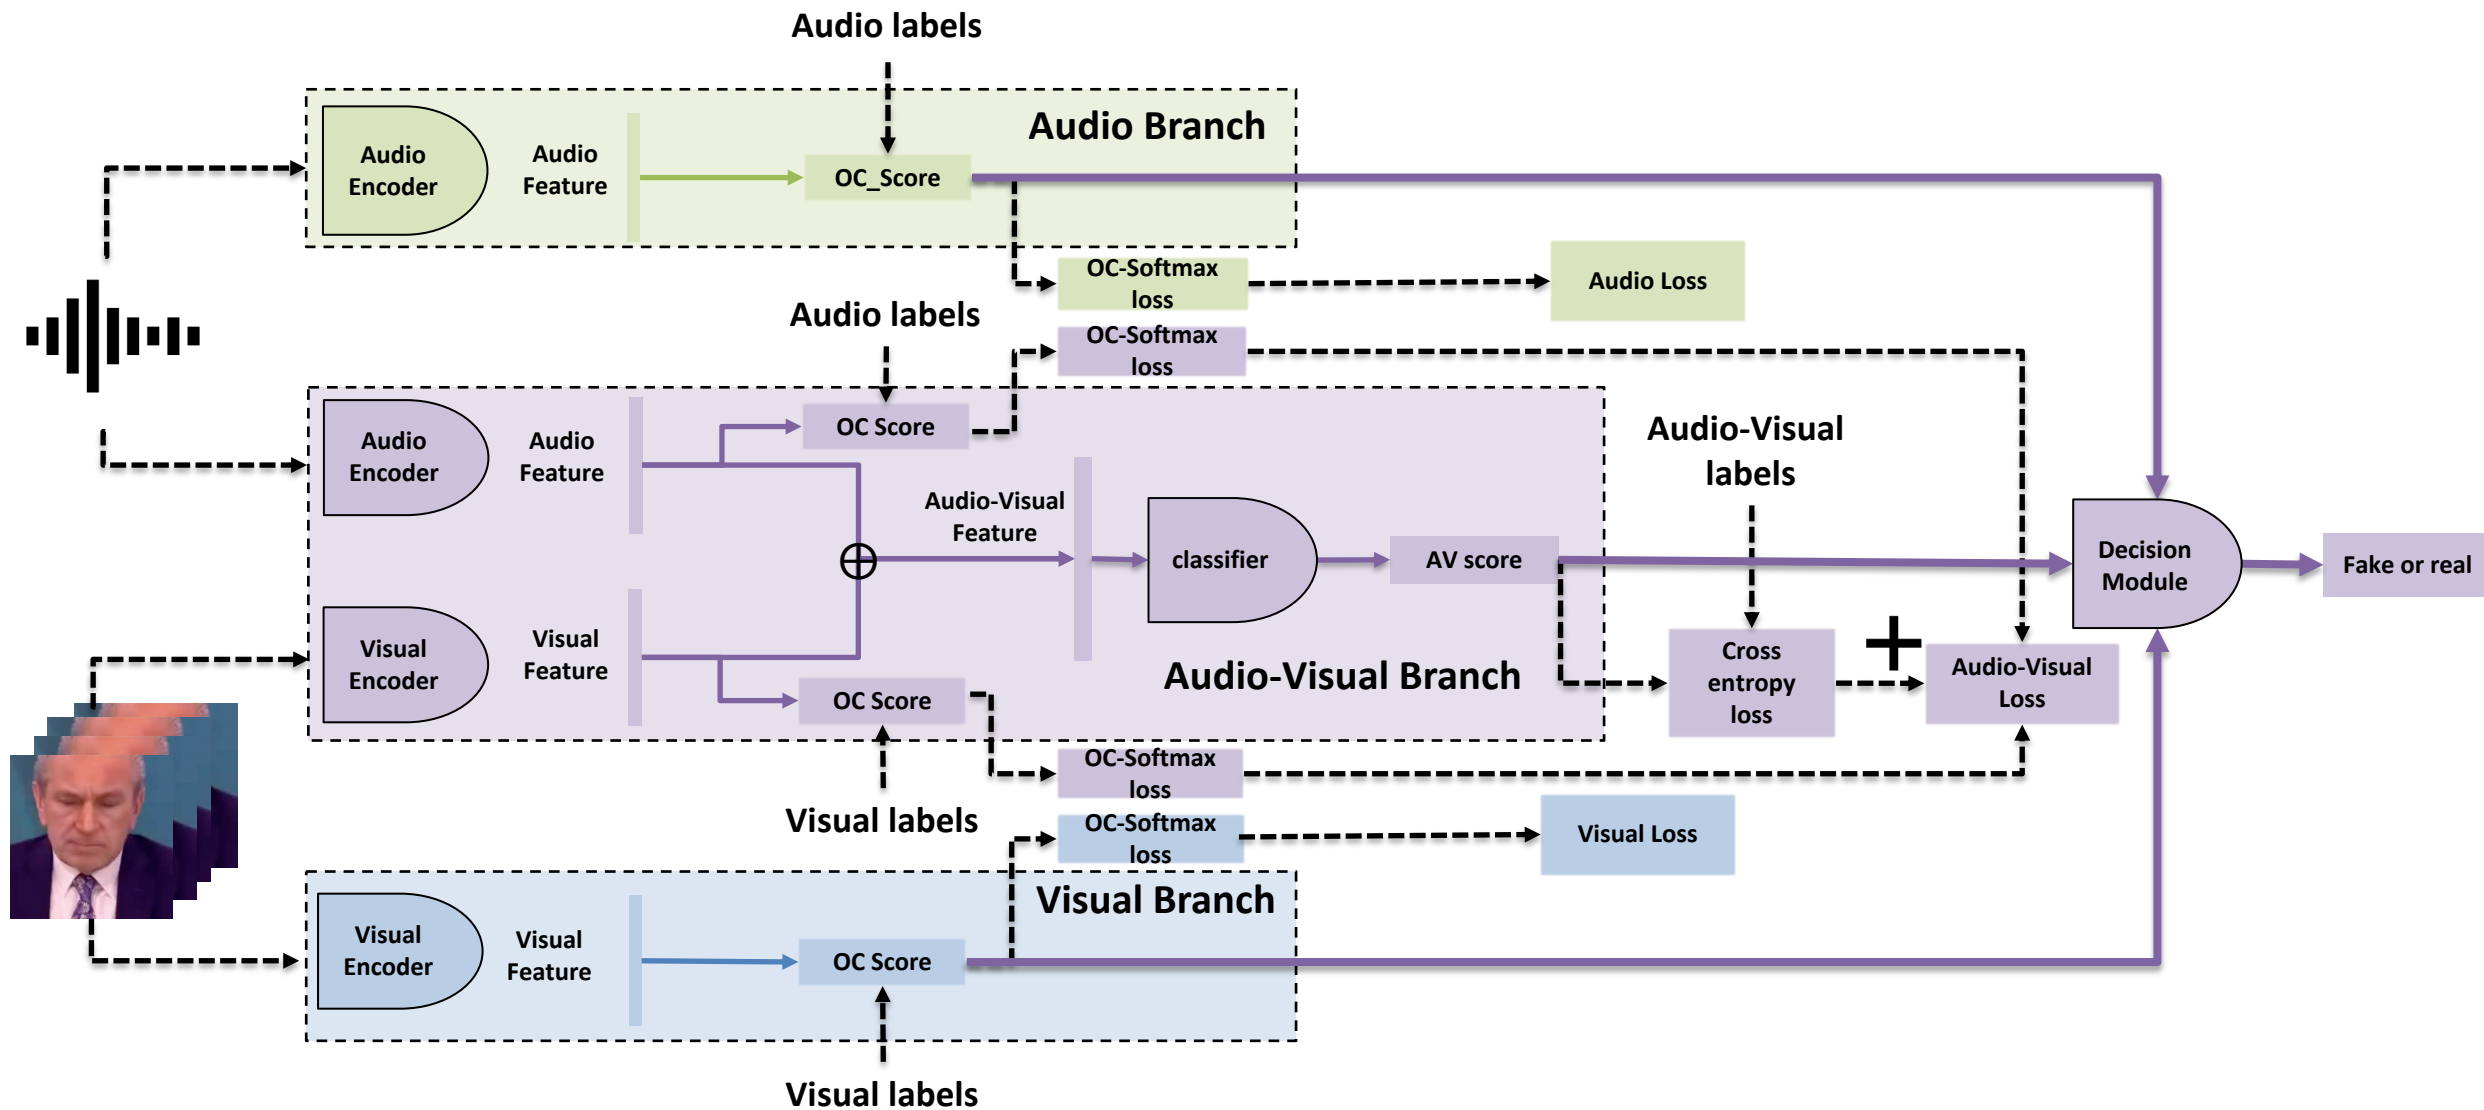 Audio labels
Audio Branch
Audio
Encoder
Audio
Feature
OC_Score
OC-Softmax
loss
Audio Loss
Audio labels
OC-Softmax
loss
Audio
Encoder
Audio
Feature
OC Score
Audio-Visual
labels
Audio-Visual
Feature
classifier
AV score
Decision
Module
Fake or real
Visual
Encoder
Visual
Feature
OC Score
Audio-Visual Branch
Cross
entropy
loss
+
Audio-Visual
Loss
OC-Softmax
loss
Visual labels
OC-Softmax
loss
Visual Loss
Visual Branch
Visual
Encoder
Visual
Feature
OC Score
Visual labels